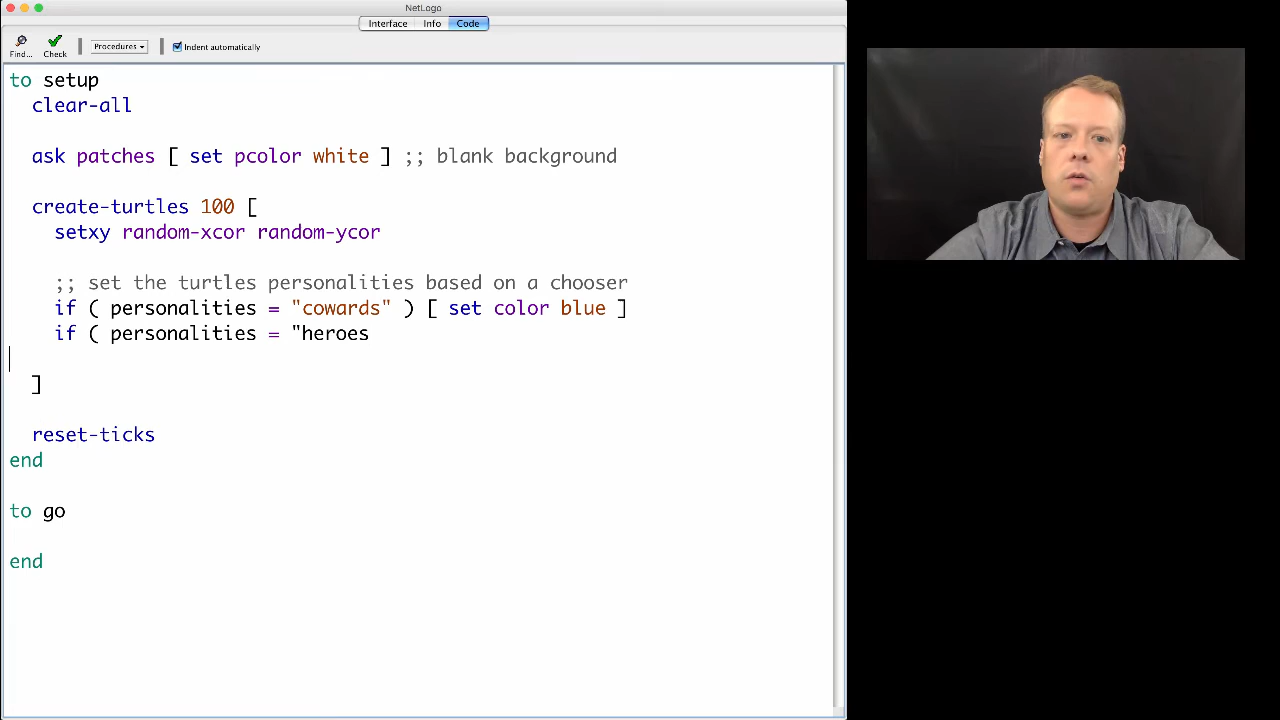 NetLogo
Interface Info Code
Find... Check Procedures Indent automatically
to setup
clear-all
ask patches [ set pcolor white ] ;; blank background
create-turtles 100 [
setxy random-xcor random-ycor
;; set the turtles personalities based on a chooser
if ( personalities = "cowards" ) [ set color blue ]
if ( personalities = "heroes
]
reset-ticks
end
to go
end